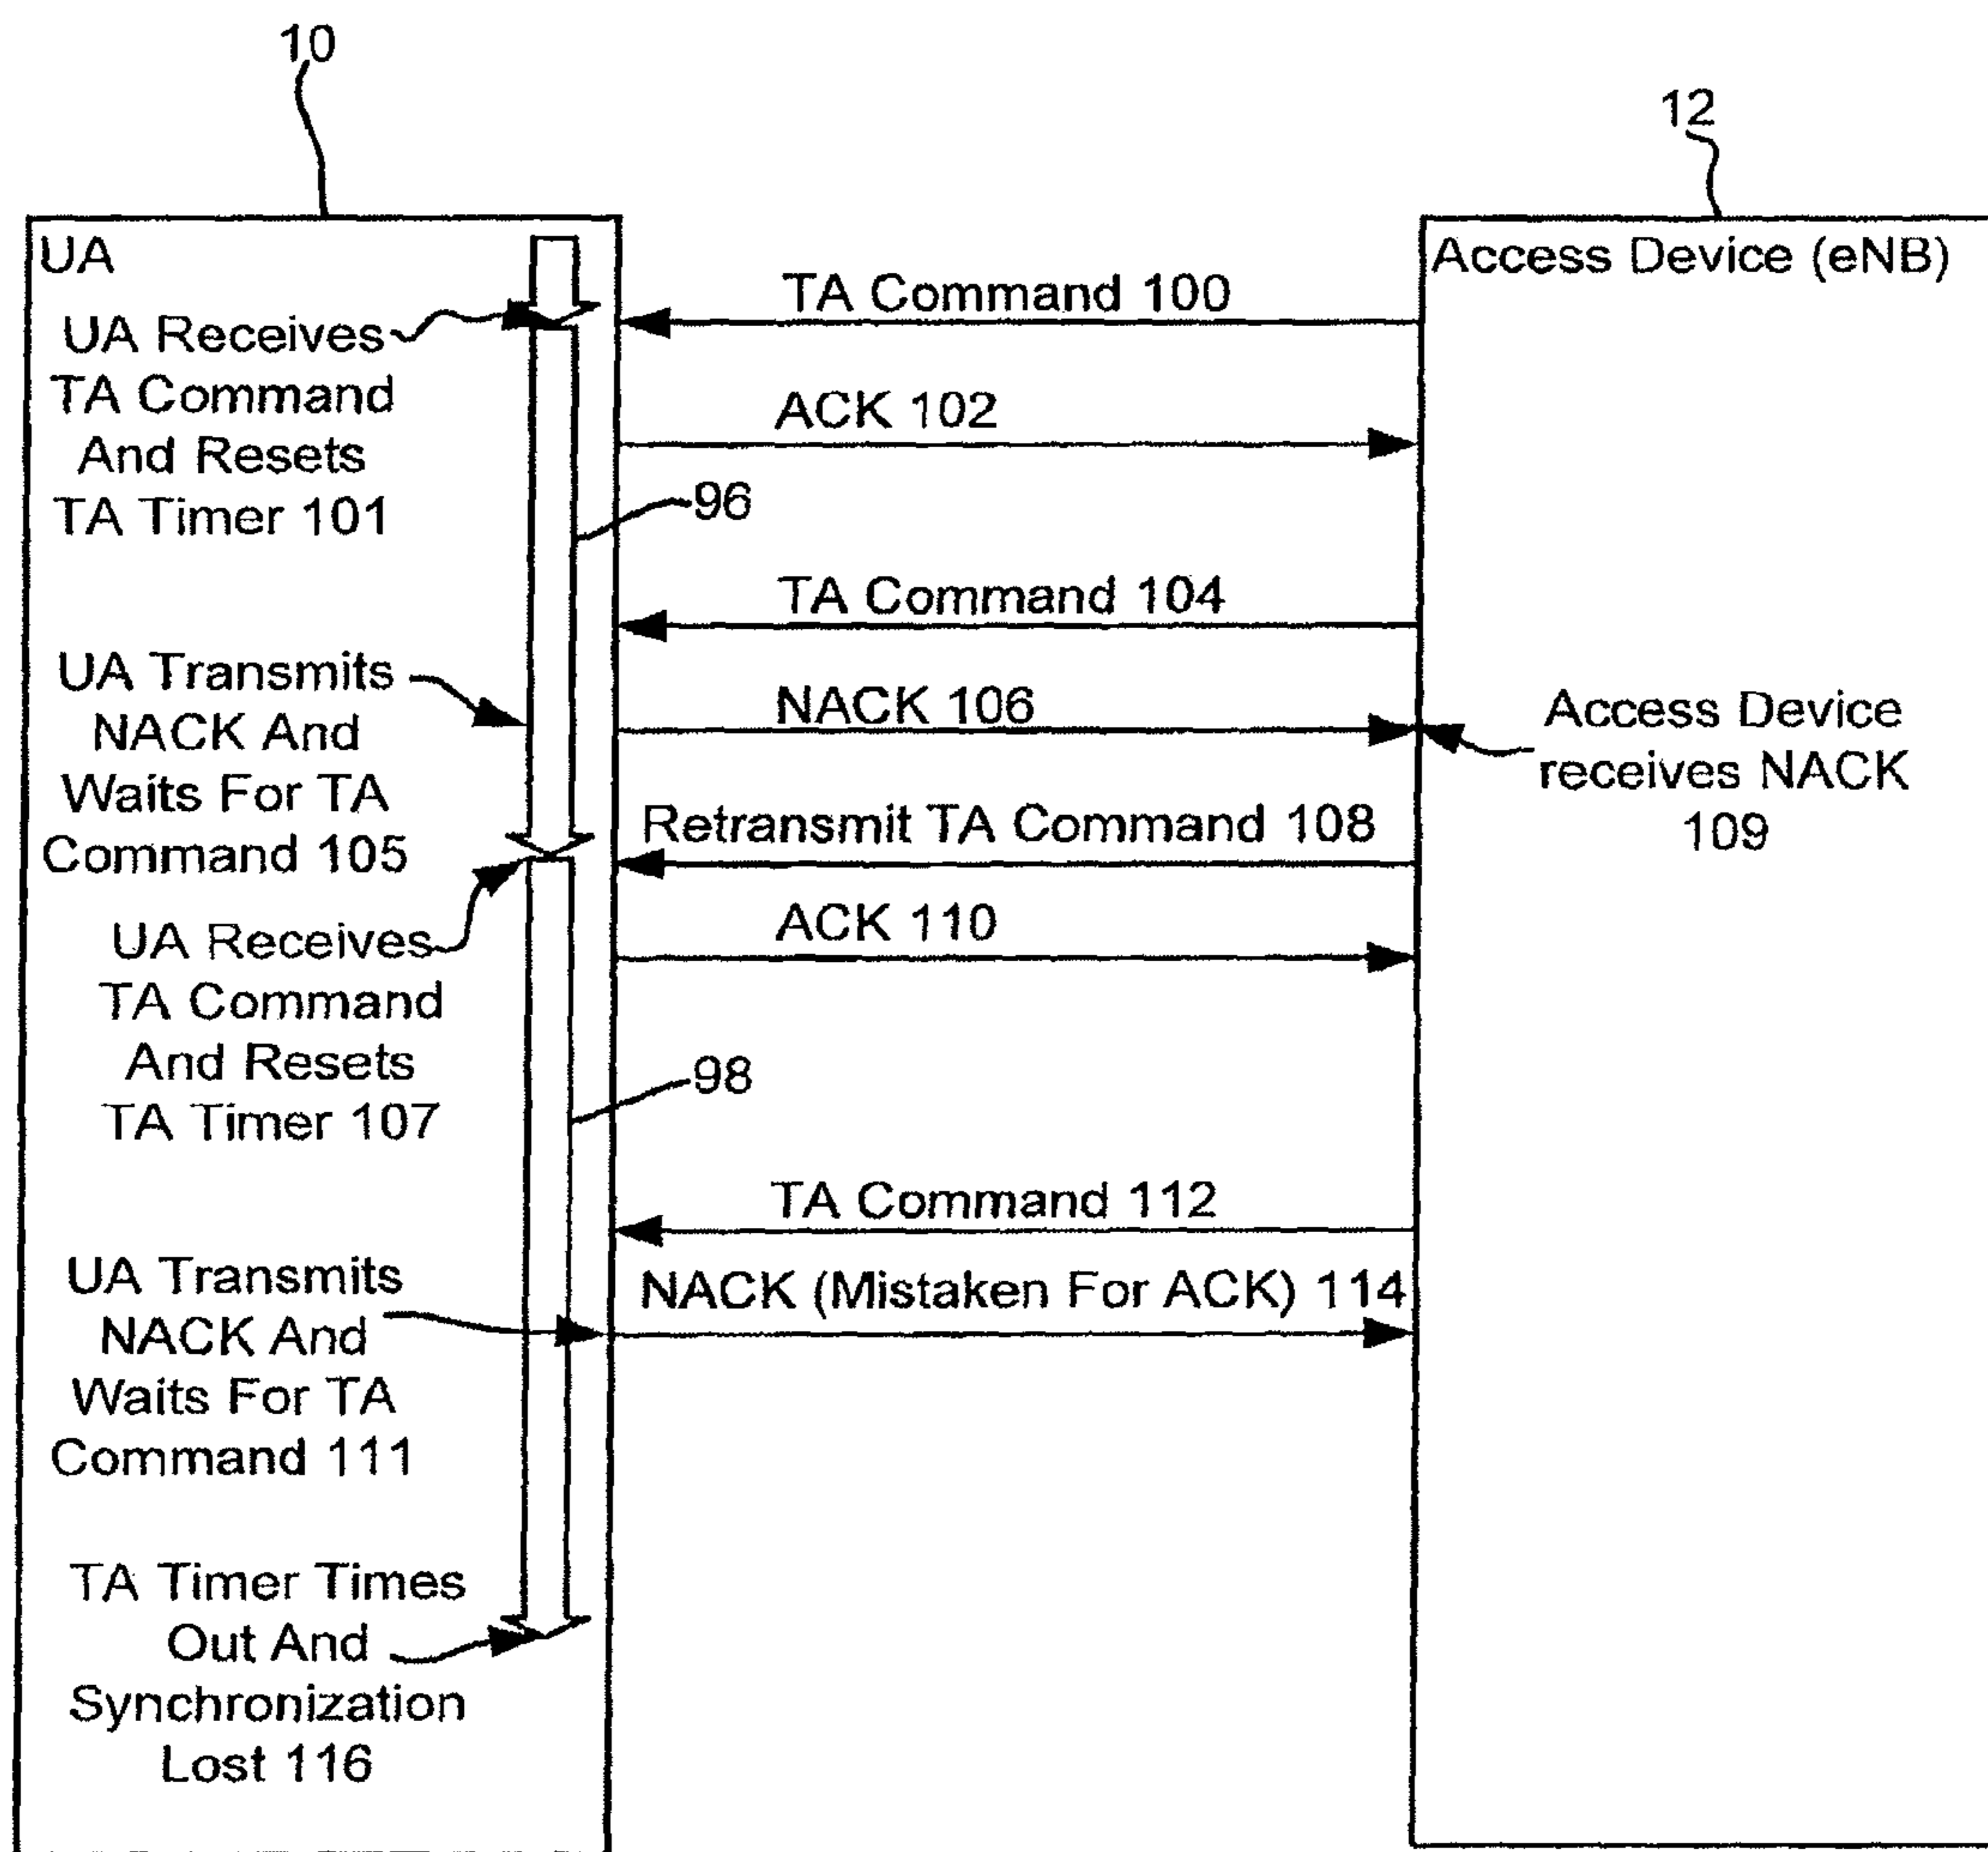 10
12
UA
Access Device (eNB)
TA Command 100
UA Receives
TA Command
And Resets
TA Timer 101
ACK 102
96
TA Command 104
UA Transmits
NACK And
Waits For TA
Command 105
NACK 106
Access Device
receives NACK
109
Retransmit TA Command 108
UA Receives
TA Command
And Resets
TA Timer 107
ACK 110
98
TA Command 112
UA Transmits
NACK And
Waits For TA
Command 111
NACK (Mistaken For ACK) 114
TA Timer Times
Out And
Synchronization
Lost 116